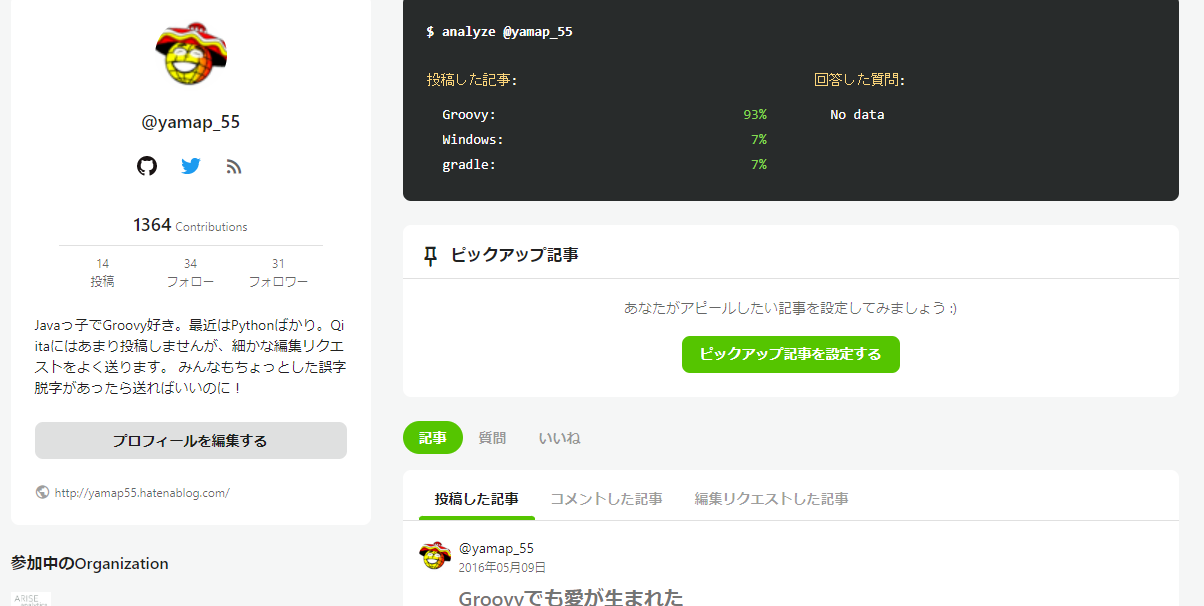 @yamap_55
1364 Contributions
14
投稿
34
フォロー
31
フォロワー
Javaっ子でGroovy好き。最近はPythonばかり。Qi
itaにはあまり投稿しませんが、細かな編集リクエ
ストをよく送ります。 みんなもちょっとした誤字
脱字があったら送ればいいのに！
プロフィールを編集する
http://yamap55.hatenablog.com/
参加中のOrganization
ARISE
analytics
$ analyze @yamap_55
投稿した記事:
Groovy: 93%
Windows: 7%
gradle: 7%
回答した質問:
No data
ピックアップ記事
あなたがアピールしたい記事を設定してみましょう :)
ピックアップ記事を設定する
記事 質問 いいね
投稿した記事 コメントした記事 編集リクエストした記事
@yamap_55
2016年05月09日
Groovyでも愛が生まれた